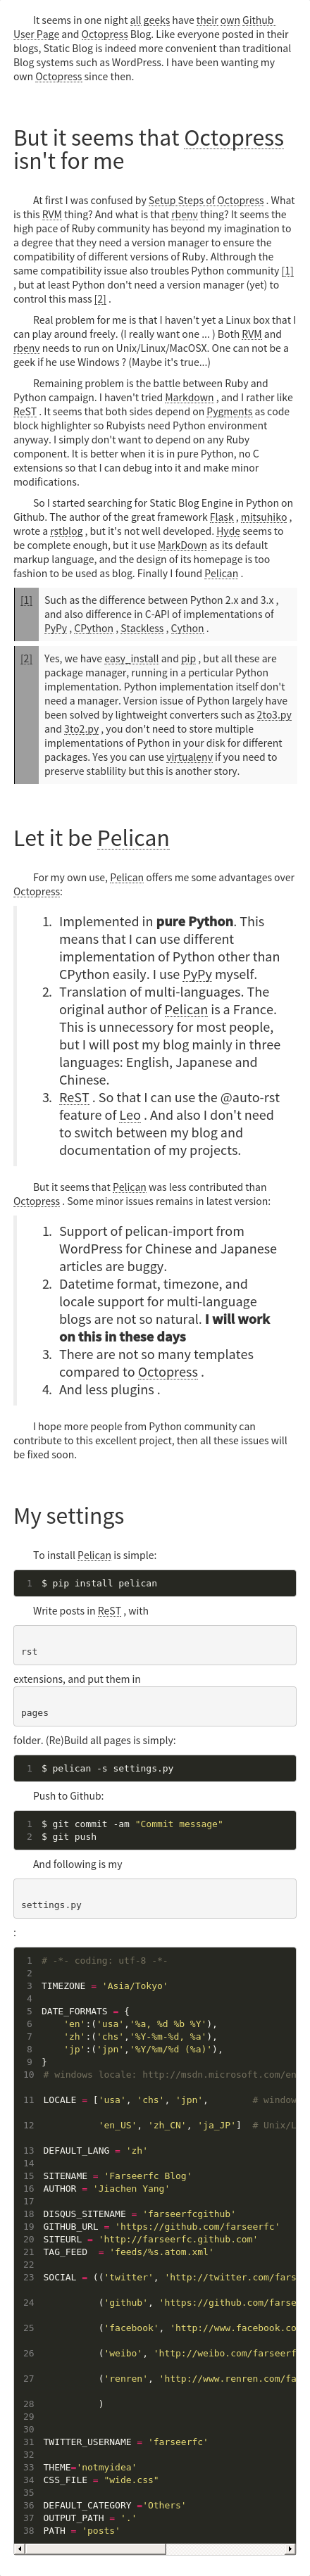 It seems in one night all geeks have their own Github
User Page and Octopress Blog. Like everyone posted in their
blogs, Static Blog is indeed more convenient than traditional
Blog systems such as WordPress. I have been wanting my
own Octopress since then.
But it seems that Octopress
isn't for me
At first I was confused by Setup Steps of Octopress . What
is this RVM thing? And what is that rbenv thing? It seems the
high pace of Ruby community has beyond my imagination to
a degree that they need a version manager to ensure the
compatibility of different versions of Ruby. Althrough the
same compatibility issue also troubles Python community [1]
, but at least Python don't need a version manager (yet) to
control this mass [2] .
Real problem for me is that I haven't yet a Linux box that I
can play around freely. (I really want one ... ) Both RVM and
rbenv needs to run on Unix/Linux/MacOSX. One can not be a
geek if he use Windows ? (Maybe it's true...)
Remaining problem is the battle between Ruby and
Python campaign. I haven't tried Markdown , and I rather like
ReST . It seems that both sides depend on Pygments as code
block highlighter so Rubyists need Python environment
anyway. I simply don't want to depend on any Ruby
component. It is better when it is in pure Python, no C
extensions so that I can debug into it and make minor
modifications.
So I started searching for Static Blog Engine in Python on
Github. The author of the great framework Flask , mitsuhiko ,
wrote a rstblog , but it's not well developed. Hyde seems to
be complete enough, but it use MarkDown as its default
markup language, and the design of its homepage is too
fashion to be used as blog. Finally I found Pelican .
[1] Such as the difference between Python 2.x and 3.x ,
and also difference in C-API of implementations of
PyPy , CPython , Stackless , Cython .
[2] Yes, we have easy_install and pip , but all these are
package manager, running in a perticular Python
implementation. Python implementation itself don't
need a manager. Version issue of Python largely have
been solved by lightweight converters such as 2to3.py
and 3to2.py , you don't need to store multiple
implementations of Python in your disk for different
packages. Yes you can use virtualenv if you need to
preserve stablility but this is another story.
Let it be Pelican
For my own use, Pelican offers me some advantages over
Octopress:
1. Implemented in pure Python. This
means that I can use different
implementation of Python other than
CPython easily. I use PyPy myself.
2. Translation of multi-languages. The
original author of Pelican is a France.
This is unnecessory for most people,
but I will post my blog mainly in three
languages: English, Japanese and
Chinese.
3. ReST . So that I can use the @auto-rst
feature of Leo . And also I don't need
to switch between my blog and
documentation of my projects.
But it seems that Pelican was less contributed than
Octopress . Some minor issues remains in latest version:
1. Support of pelican-import from
WordPress for Chinese and Japanese
articles are buggy.
2. Datetime format, timezone, and
locale support for multi-language
blogs are not so natural. I will work
on this in these days
3. There are not so many templates
compared to Octopress .
4. And less plugins .
I hope more people from Python community can
contribute to this excellent project, then all these issues will
be fixed soon.
My settings
To install Pelican is simple:
1 $ pip install pelican
Write posts in ReST , with
rst
extensions, and put them in
pages
folder. (Re)Build all pages is simply:
1 $ pelican -s settings.py
Push to Github:
1 $ git commit -am "Commit message"
2 $ git push
And following is my
settings.py
:
1 # -*- coding: utf-8 -*-
2
3 TIMEZONE = 'Asia/Tokyo'
4
5 DATE_FORMATS = {
6 'en':('usa','%a, %d %b %Y'),
7 'zh':('chs','%Y-%m-%d, %a'),
8 'jp':('jpn','%Y/%m/%d (%a)'),
9 }
10 # windows locale: http://msdn.microsoft.com/en
11 LOCALE = ['usa', 'chs', 'jpn', # window
12 'en_US', 'zh_CN', 'ja_JP'] # Unix/L
13 DEFAULT_LANG = 'zh'
14
15 SITENAME = 'Farseerfc Blog'
16 AUTHOR = 'Jiachen Yang'
17
18 DISQUS_SITENAME = 'farseerfcgithub'
19 GITHUB_URL = 'https://github.com/farseerfc'
20 SITEURL = 'http://farseerfc.github.com'
21 TAG_FEED = 'feeds/%s.atom.xml'
22
23 SOCIAL = (('twitter', 'http://twitter.com/fars
24 ('github', 'https://github.com/farse
25 ('facebook', 'http://www.facebook.co
26 ('weibo', 'http://weibo.com/farseerf
27 ('renren', 'http://www.renren.com/fa
28 )
29
30
31 TWITTER_USERNAME = 'farseerfc'
32
33 THEME='notmyidea'
34 CSS_FILE = "wide.css"
35
36 DEFAULT_CATEGORY ='Others'
37 OUTPUT_PATH = '.'
38 PATH = 'posts'